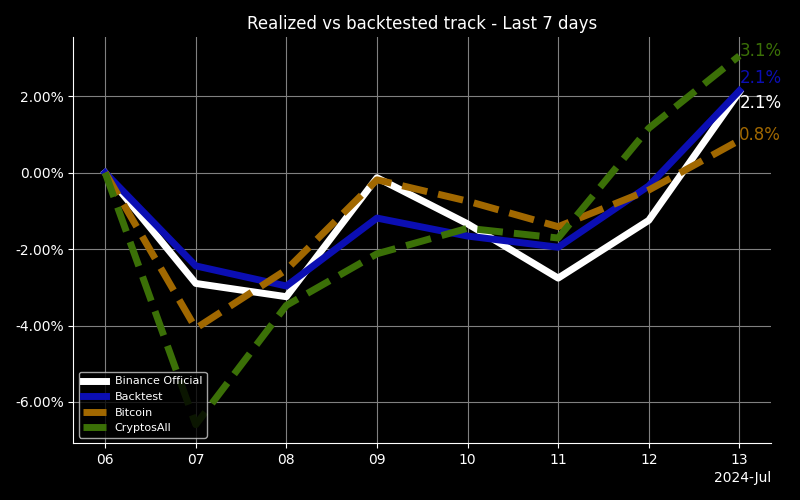 Realized vs backtested track - Last 7 days
3.1%
2.1%
2.1%
0.8%
2.00%
0.00%
-2.00%
-4.00%
-6.00%
Binance Official
Backtest
Bitcoin
CryptosAll
06 07 08 09 10 11 12 13
2024-Jul